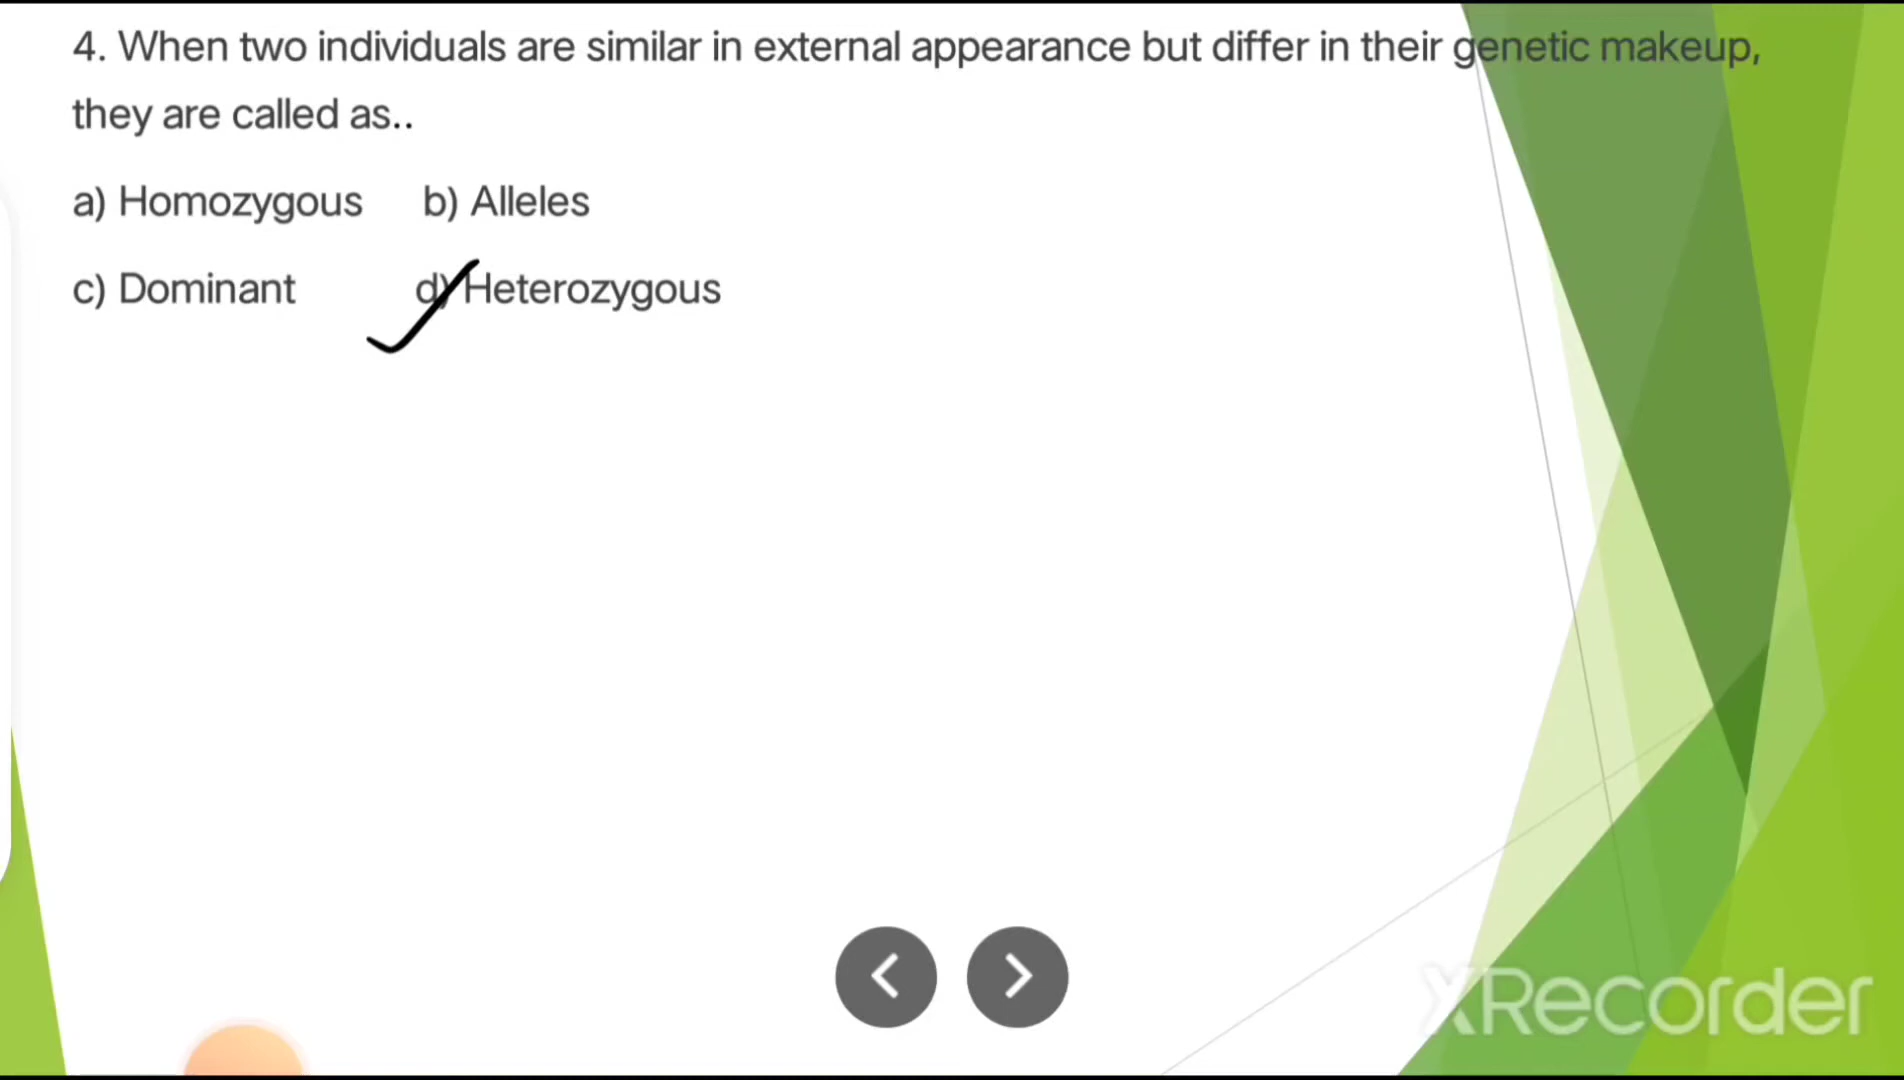 4. When two individuals are similar in external appearance but differ in their genetic makeup,
they are called as..
a) Homozygous b) Alleles
c) Dominant d) Heterozygous
XRecorder